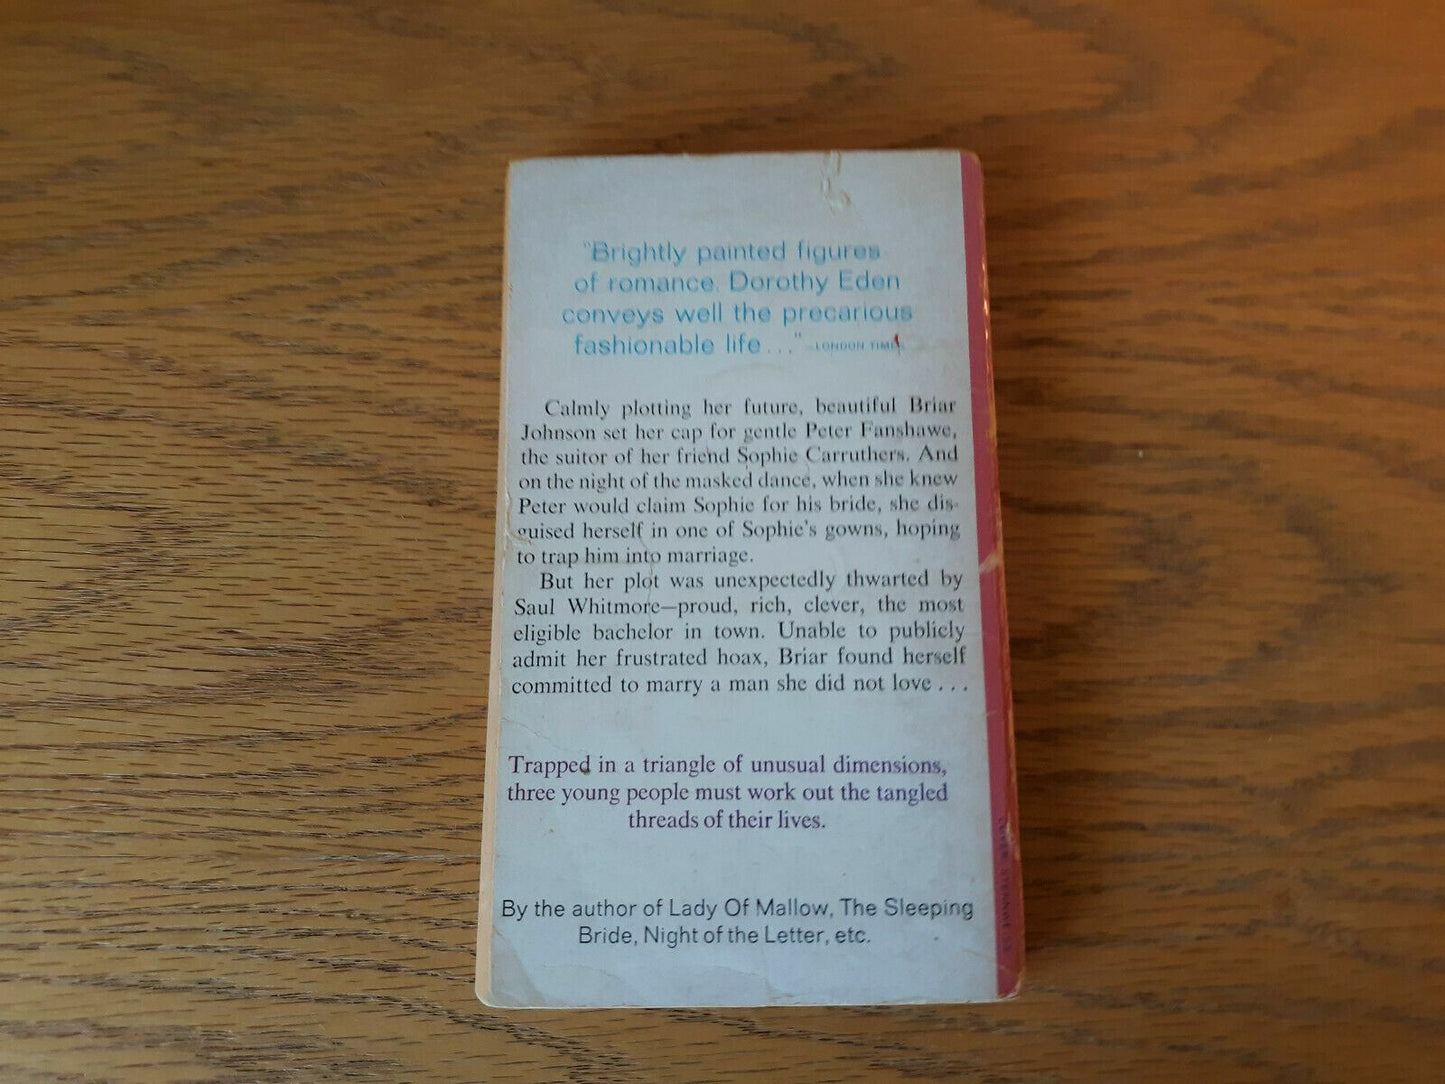 "Brightly painted figures
of romance. Dorothy Eden
conveys well the precarious
fashionable life ..." —LONDON TIMES
Calmly plotting her future, beautiful Briar
Johnson set her cap for gentle Peter Fanshawe,
the suitor of her friend Sophie Carruthers. And
on the night of the masked dance, when she knew
Peter would claim Sophie for his bride, she dis-
guised herself in one of Sophie's gowns, hoping
to trap him into marriage.
But her plot was unexpectedly thwarted by
Saul Whitmore—proud, rich, clever, the most
eligible bachelor in town. Unable to publicly
admit her frustrated hoax, Briar found herself
committed to marry a man she did not love ...
Trapped in a triangle of unusual dimensions,
three young people must work out the tangled
threads of their lives.
By the author of Lady Of Mallow, The Sleeping
Bride, Night of the Letter, etc.